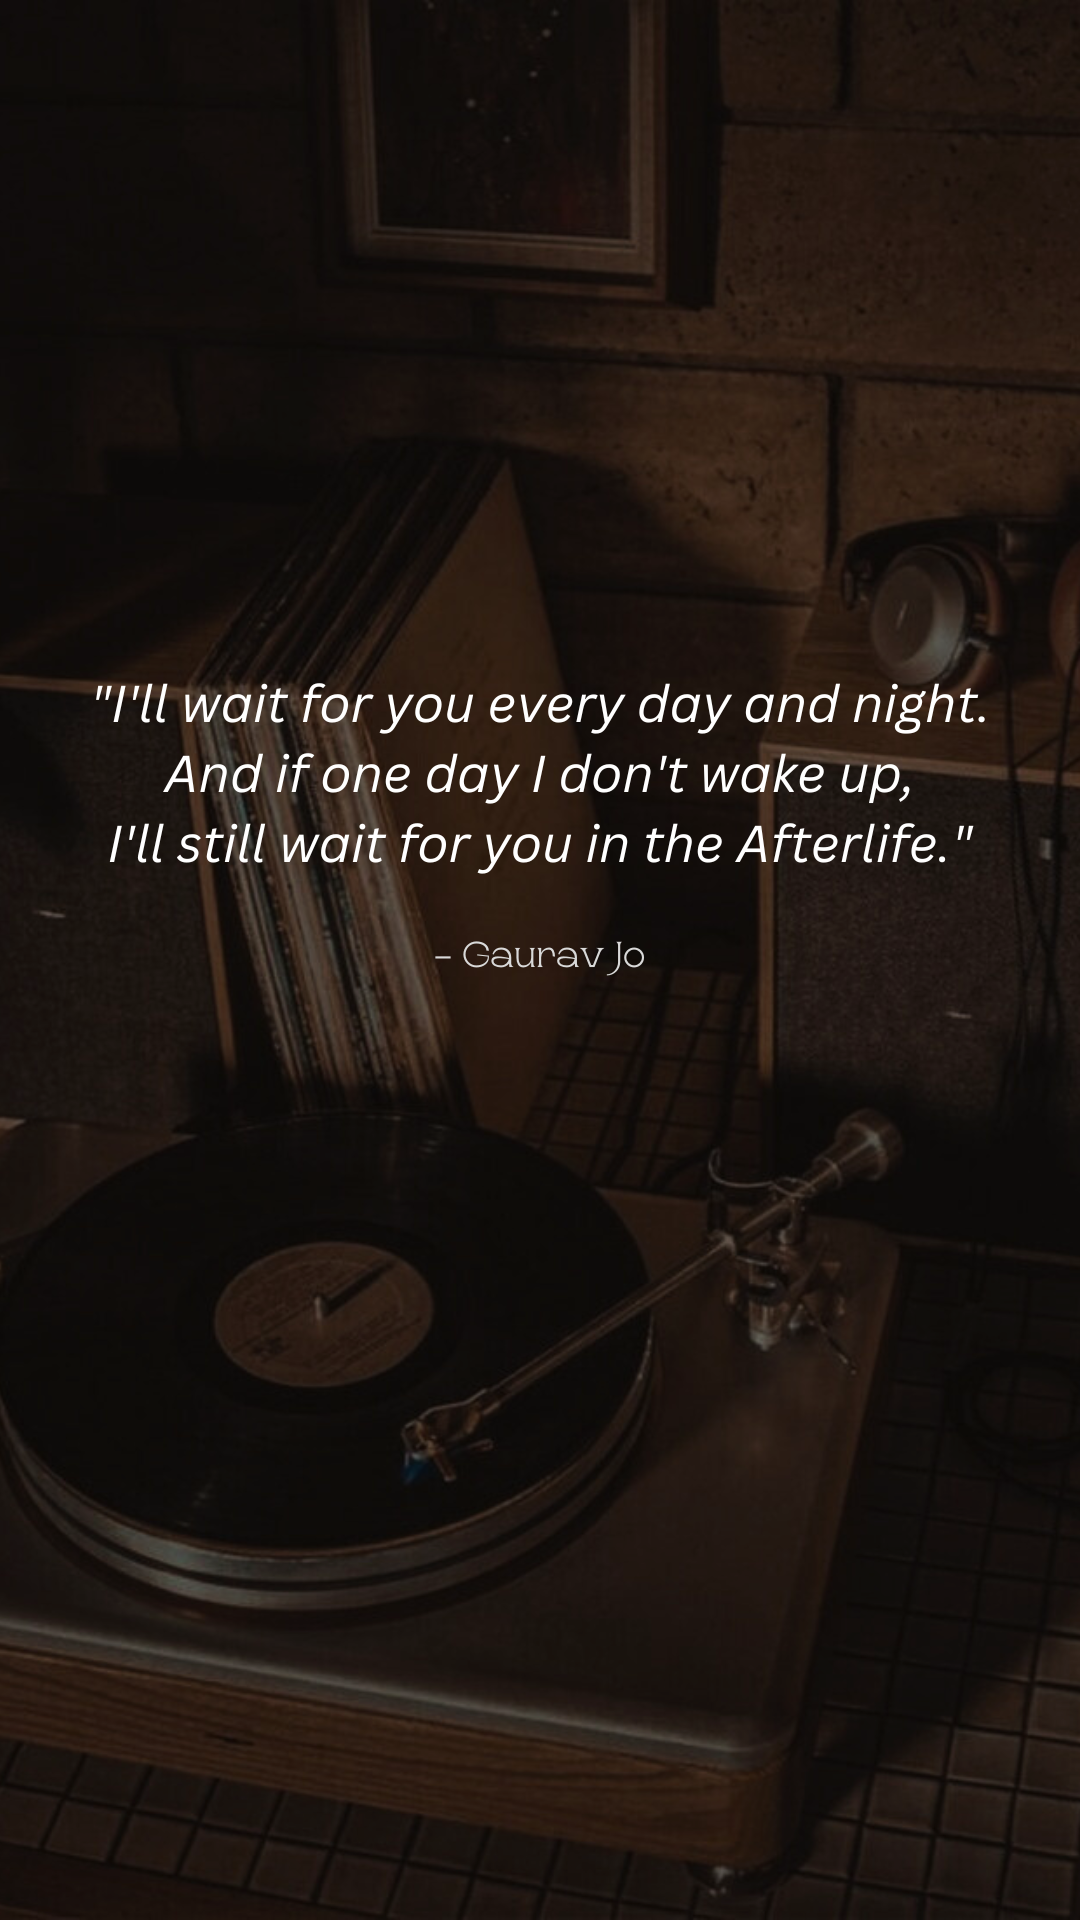 "I'll wait for you every day and night.
And if one day I don't wake up,
I'll still wait for you in the Afterlife."
– Gaurav Jo